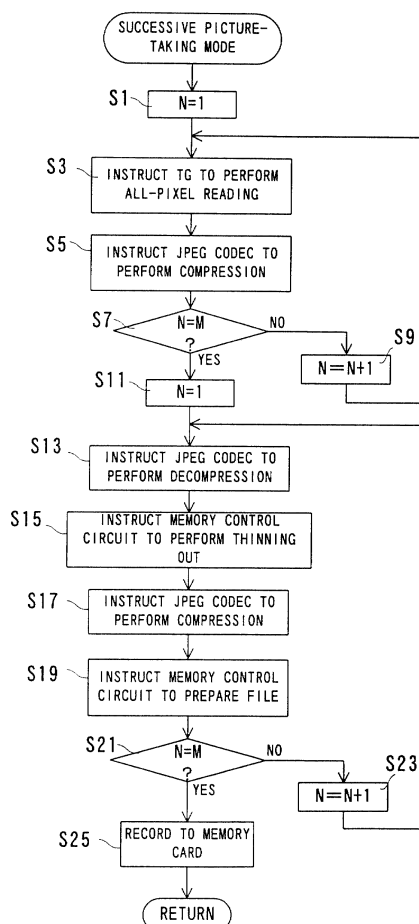 SUCCESSIVE PICTURE-
TAKING MODE
S1
N=1
S3
INSTRUCT TG TO PERFORM
ALL-PIXEL READING
S5
INSTRUCT JPEG CODEC TO
PERFORM COMPRESSION
S7
N=M
?
NO
YES
S9
N=N+1
S11
N=1
S13
INSTRUCT JPEG CODEC TO
PERFORM DECOMPRESSION
S15
INSTRUCT MEMORY CONTROL
CIRCUIT TO PERFORM THINNING
OUT
S17
INSTRUCT JPEG CODEC TO
PERFORM COMPRESSION
S19
INSTRUCT MEMORY CONTROL
CIRCUIT TO PREPARE FILE
S21
N=M
?
NO
YES
S23
N=N+1
S25
RECORD TO MEMORY
CARD
RETURN